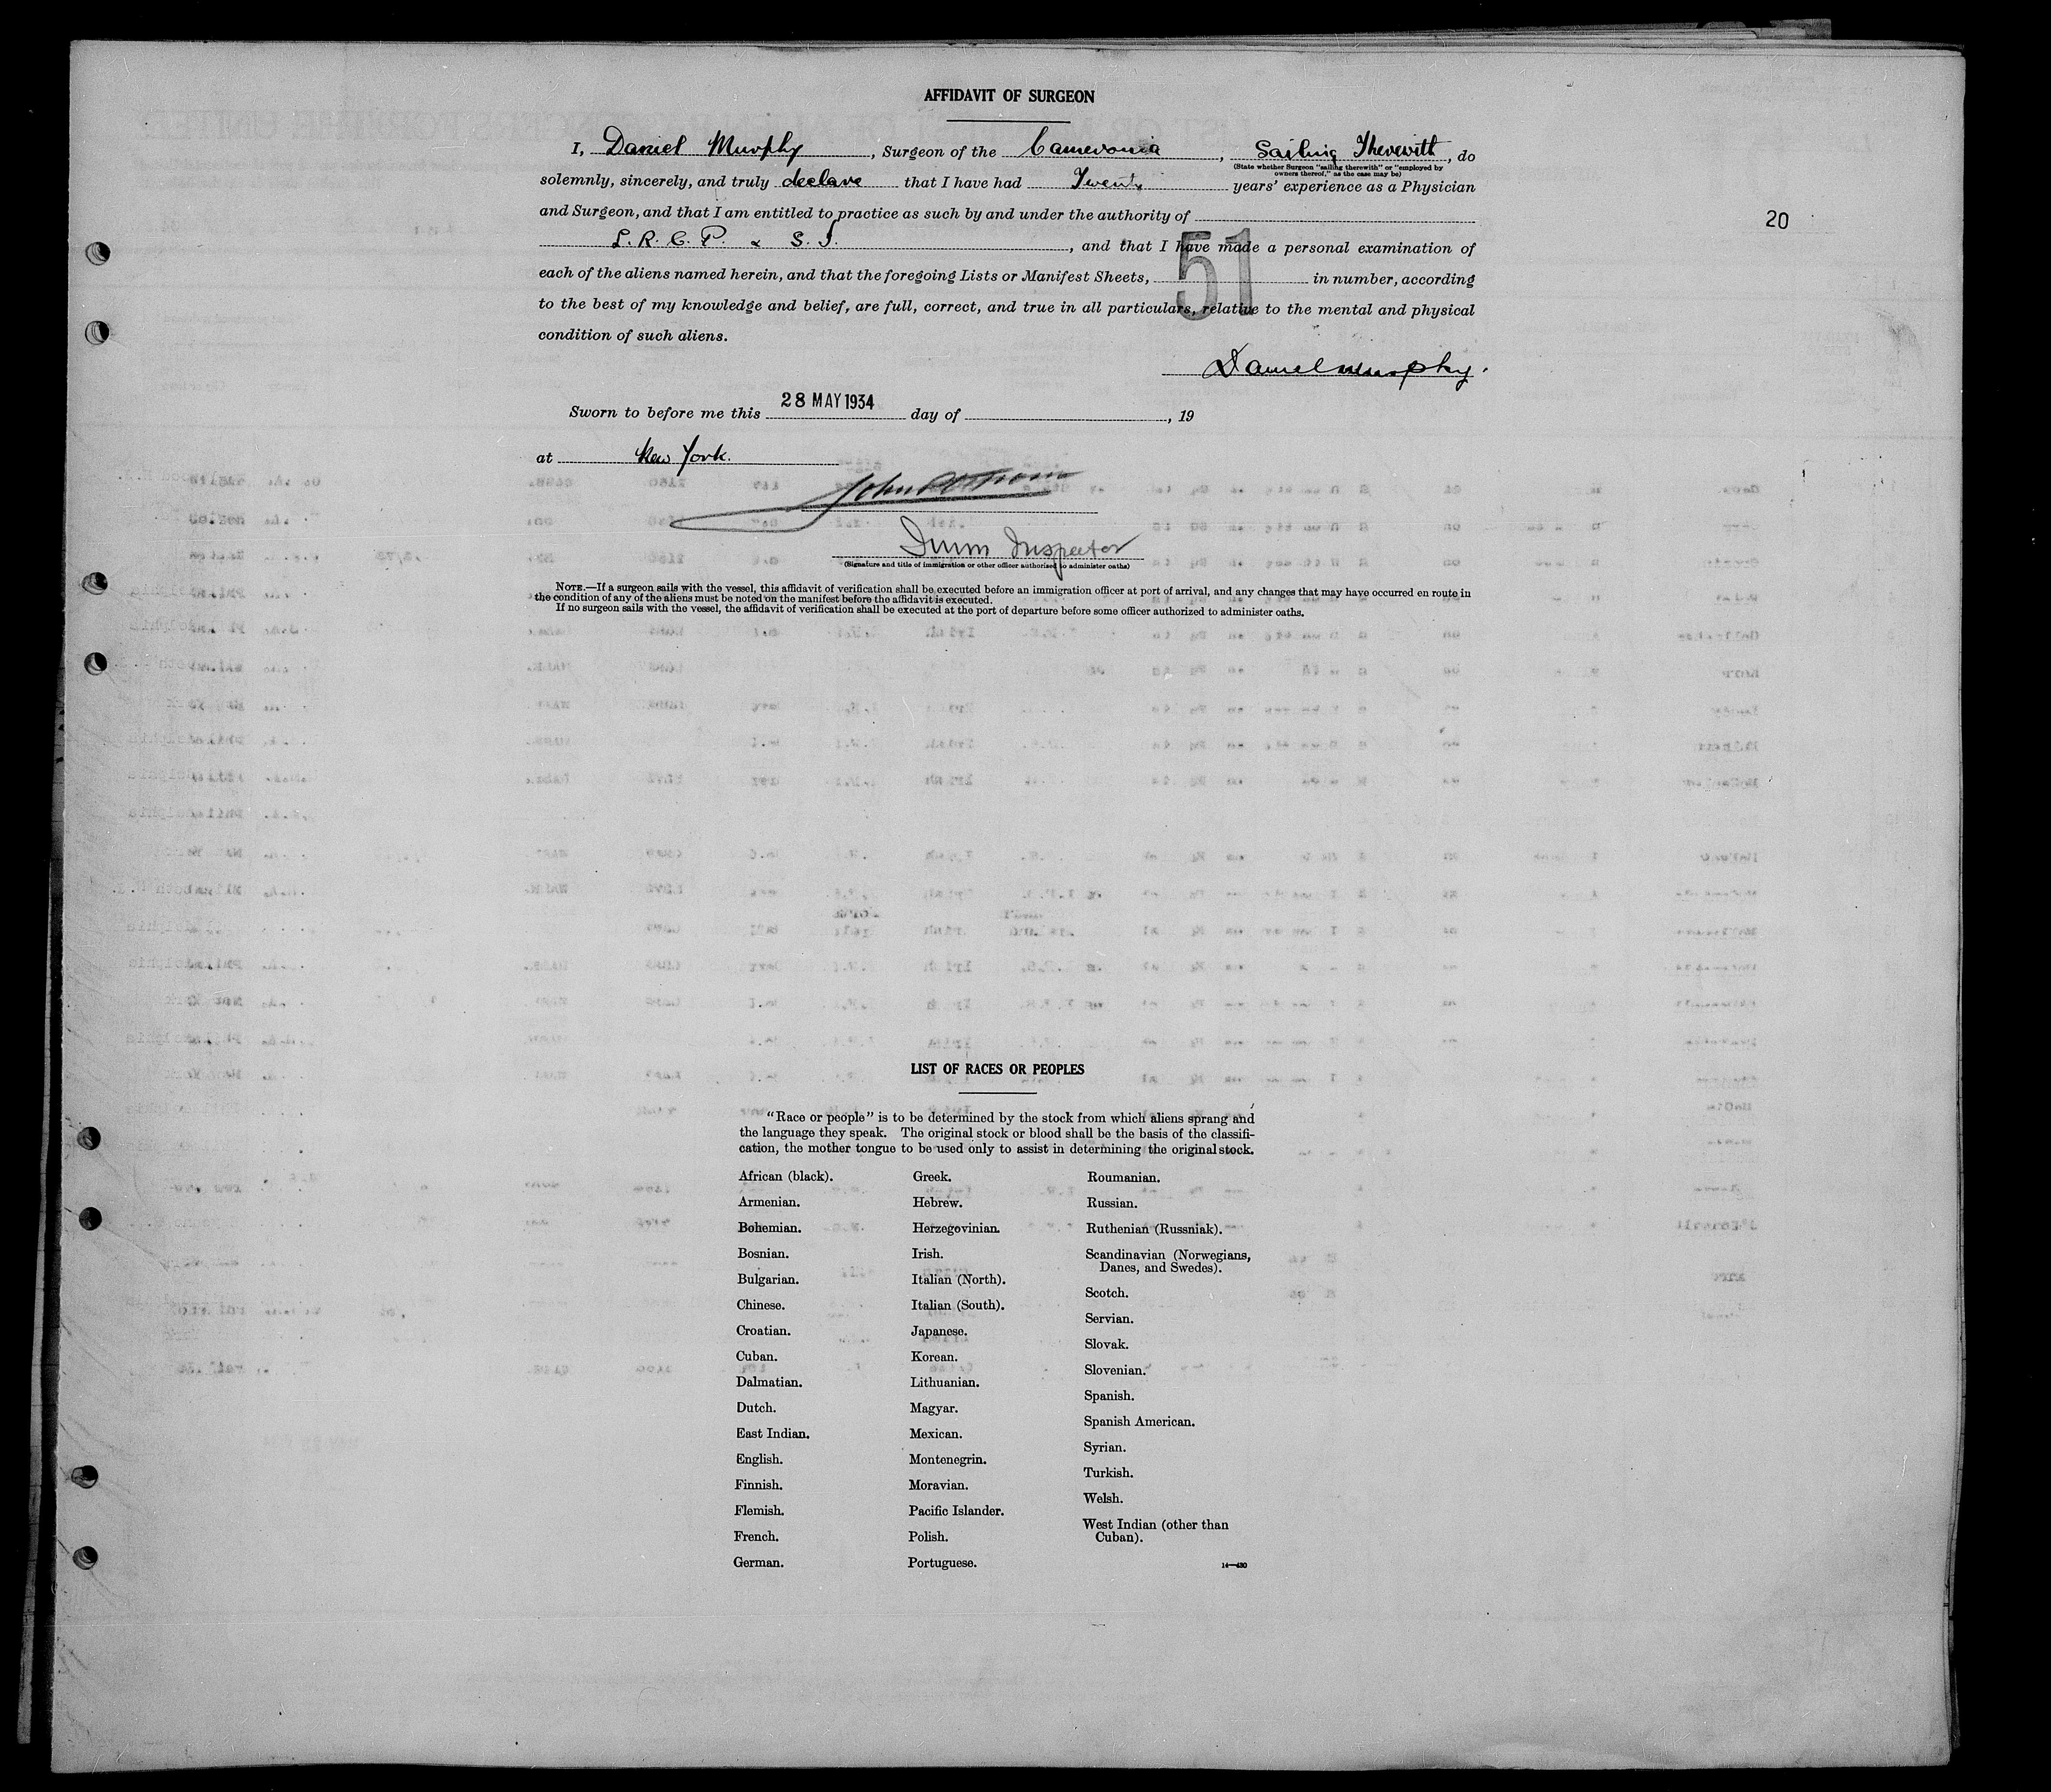 AFFIDAVIT OF SURGEON
I, Daniel Murphy, Surgeon of the Cameronia, Sailing Therewith, do
(State whether Surgeon "sailing therewith" or "employed by
owners thereof," as the case may be)
solemnly, sincerely, and truly declare that I have had Twenty years' experience as a Physician
and Surgeon, and that I am entitled to practice as such by and under the authority of
20
L. R. C. P. & S. I., and that I have made a personal examination of
each of the aliens named herein, and that the foregoing Lists or Manifest Sheets, 51 in number, according
to the best of my knowledge and belief, are full, correct, and true in all particulars, relative to the mental and physical
condition of such aliens.
Daniel Murphy.
Sworn to before me this 28 MAY 1934 day of , 19
at New York.
John
Imm Inspector
(Signature and title of immigration or other officer authorized to administer oaths)
NOTE.—If a surgeon sails with the vessel, this affidavit of verification shall be executed before an immigration officer at port of arrival, and any changes that may have occurred en route in
the condition of any of the aliens must be noted on the manifest before the affidavit is executed.
If no surgeon sails with the vessel, the affidavit of verification shall be executed at the port of departure before some officer authorized to administer oaths.
LIST OF RACES OR PEOPLES
"Race or people" is to be determined by the stock from which aliens sprang and
the language they speak. The original stock or blood shall be the basis of the classifi-
cation, the mother tongue to be used only to assist in determining the original stock.
African (black).
Armenian.
Bohemian.
Bosnian.
Bulgarian.
Chinese.
Croatian.
Cuban.
Dalmatian.
Dutch.
East Indian.
English.
Finnish.
Flemish.
French.
German.
Greek.
Hebrew.
Herzegovinian.
Irish.
Italian (North).
Italian (South).
Japanese.
Korean.
Lithuanian.
Magyar.
Mexican.
Montenegrin.
Moravian.
Pacific Islander.
Polish.
Portuguese.
Roumanian.
Russian.
Ruthenian (Russniak).
Scandinavian (Norwegians,
Danes, and Swedes).
Scotch.
Servian.
Slovak.
Slovenian.
Spanish.
Spanish American.
Syrian.
Turkish.
Welsh.
West Indian (other than
Cuban).
14—430